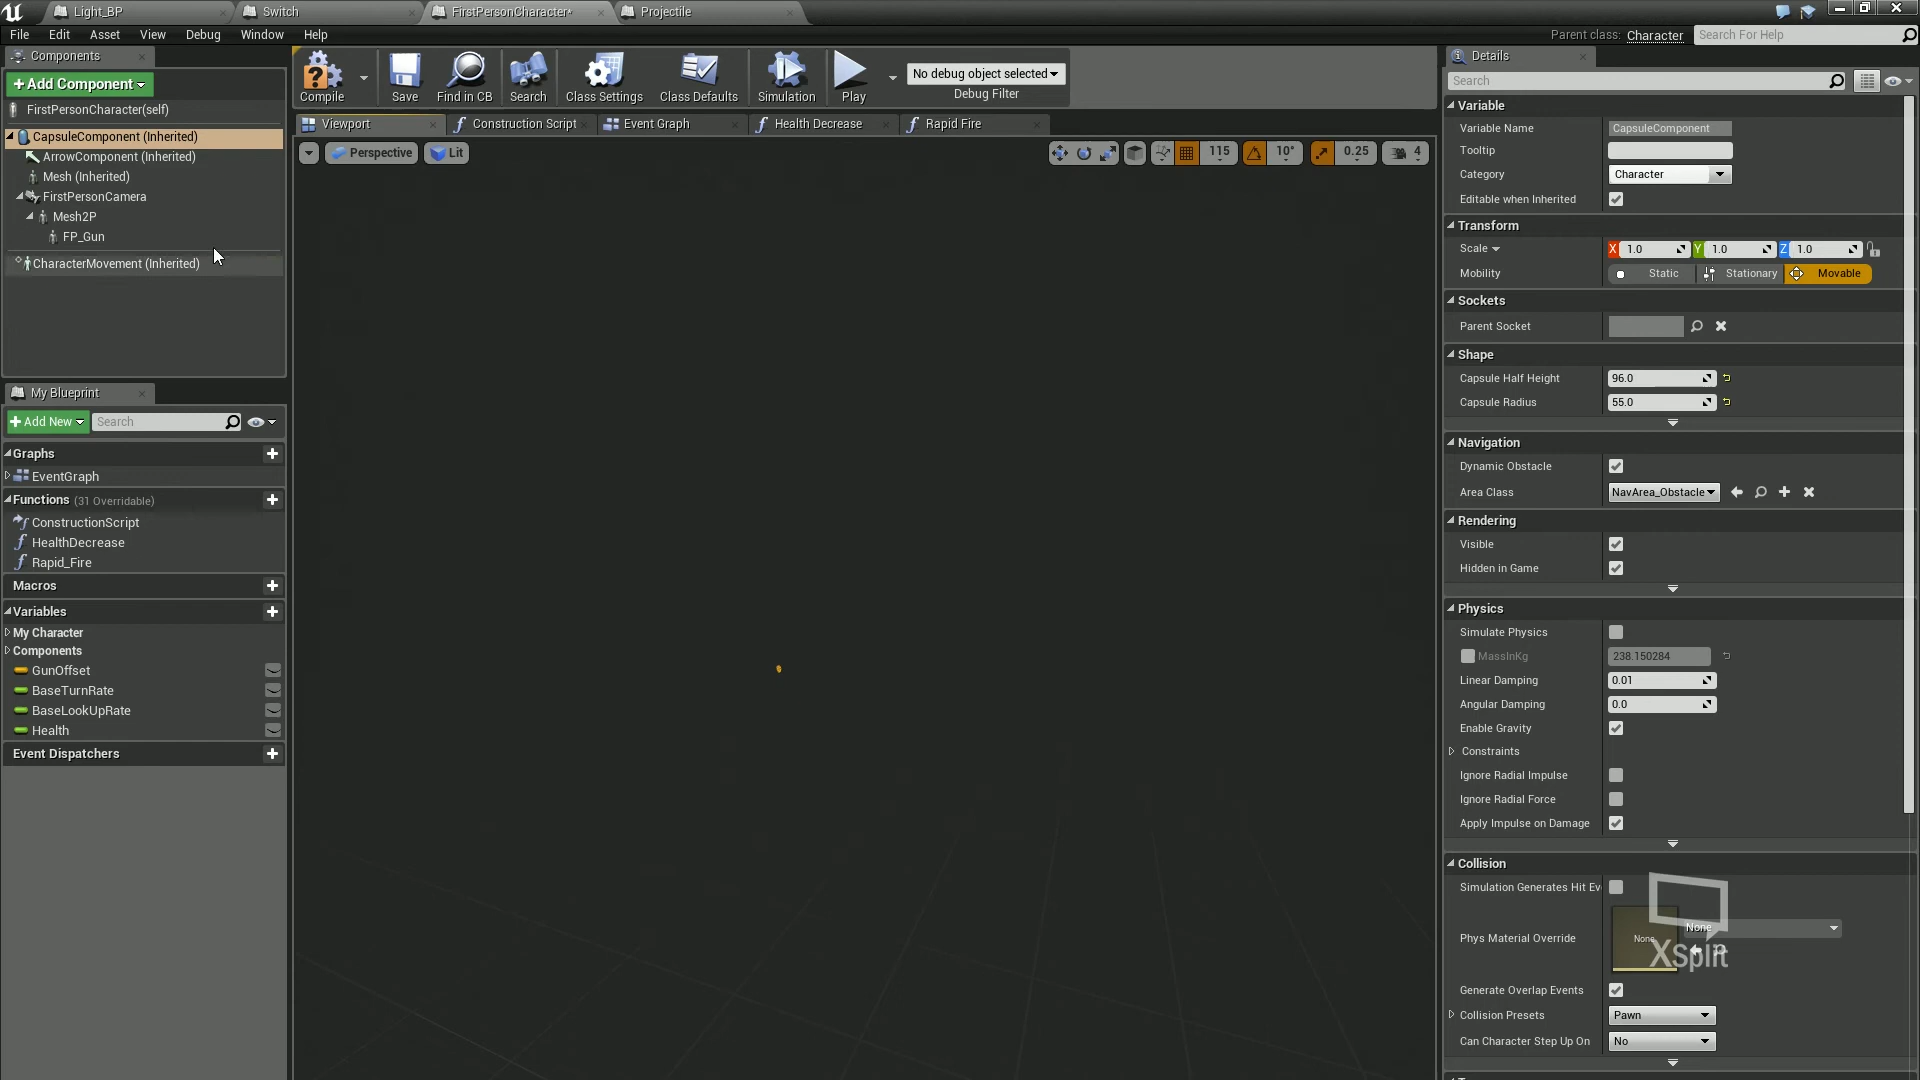 Light_BP
Switch
FirstPersonCharacter*
Projectile
File Edit Asset View Debug Window Help
Parent class: Character
Search For Help
Components
+Add Component
FirstPersonCharacter(self)
CapsuleComponent (Inherited)
ArrowComponent (Inherited)
Mesh (Inherited)
FirstPersonCamera
Mesh2P
FP_Gun
CharacterMovement (Inherited)
My Blueprint
+Add New
Search
Graphs
EventGraph
Functions (31 Overridable)
ConstructionScript
HealthDecrease
Rapid_Fire
Macros
Variables
My Character
Components
GunOffset
BaseTurnRate
BaseLookUpRate
Health
Event Dispatchers
Compile
Save
Find in CB
Search
Class Settings
Class Defaults
Simulation
Play
No debug object selected
Debug Filter
Viewport
Construction Script
Event Graph
Health Decrease
Rapid Fire
Perspective
Lit
115
10°
0.25
4
Details
Search
Variable
Variable Name CapsuleComponent
Tooltip
Category Character
Editable when Inherited
Transform
Scale X 1.0 Y 1.0 Z 1.0
Mobility Static Stationary Movable
Sockets
Parent Socket
Shape
Capsule Half Height 96.0
Capsule Radius 55.0
Navigation
Dynamic Obstacle
Area Class NavArea_Obstacle
Rendering
Visible
Hidden in Game
Physics
Simulate Physics
MassInKg 238.150284
Linear Damping 0.01
Angular Damping 0.0
Enable Gravity
Constraints
Ignore Radial Impulse
Ignore Radial Force
Apply Impulse on Damage
Collision
Simulation Generates Hit Ev
Phys Material Override None None
XSplit
Generate Overlap Events
Collision Presets Pawn
Can Character Step Up On No